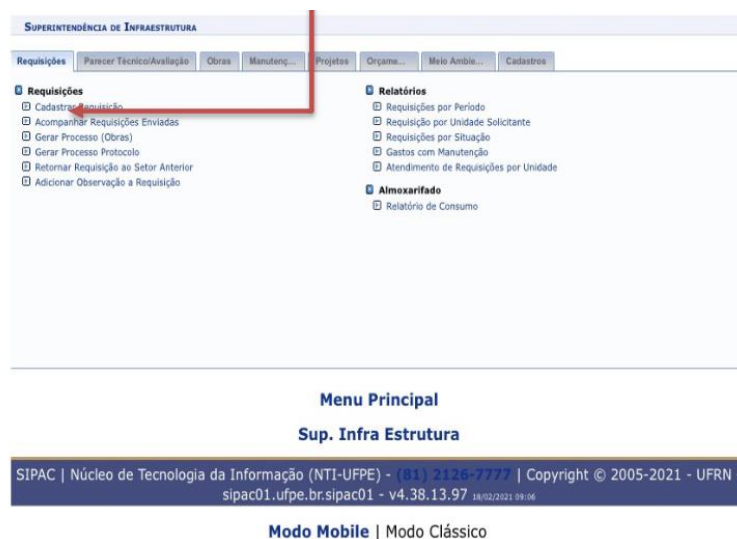 SUPERINTENDÊNCIA DE INFRAESTRUTURA
Requisições Parecer Técnico/Avaliação Obras Manutenç... Projetos Orçame... Meio Ambie... Cadastros
Requisições
Cadastrar Requisição
Acompanhar Requisições Enviadas
Gerar Processo (Obras)
Gerar Processo Protocolo
Retornar Requisição ao Setor Anterior
Adicionar Observação a Requisição
Relatórios
Requisições por Período
Requisição por Unidade Solicitante
Requisições por Situação
Gastos com Manutenção
Atendimento de Requisições por Unidade
Almoxarifado
Relatório de Consumo
Menu Principal
Sup. Infra Estrutura
SIPAC | Núcleo de Tecnologia da Informação (NTI-UFPE) - (81) 2126-7777 | Copyright © 2005-2021 - UFRN
sipac01.ufpe.br.sipac01 - v4.38.13.97 18/02/2021 09:06
Modo Mobile | Modo Clássico